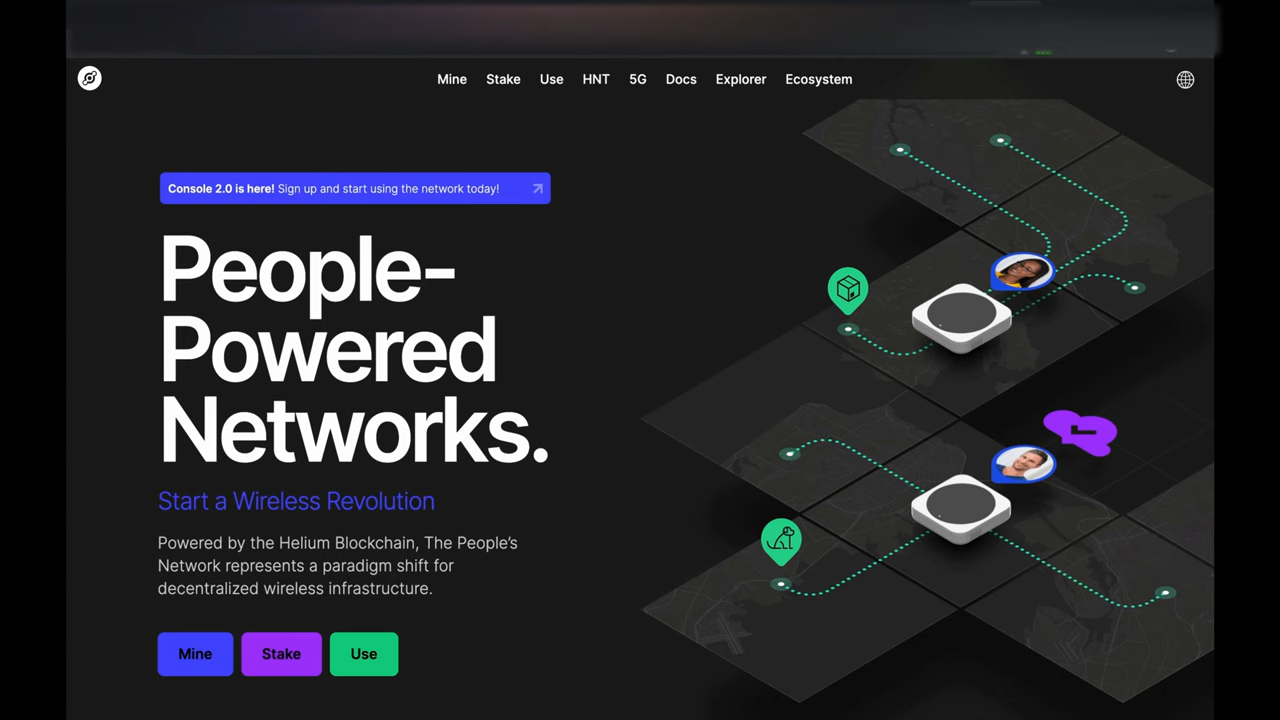 Mine Stake Use HNT 5G Docs Explorer Ecosystem
Console 2.0 is here! Sign up and start using the network today!
People-
Powered
Networks.
Start a Wireless Revolution
Powered by the Helium Blockchain, The People’s
Network represents a paradigm shift for
decentralized wireless infrastructure.
Mine Stake Use